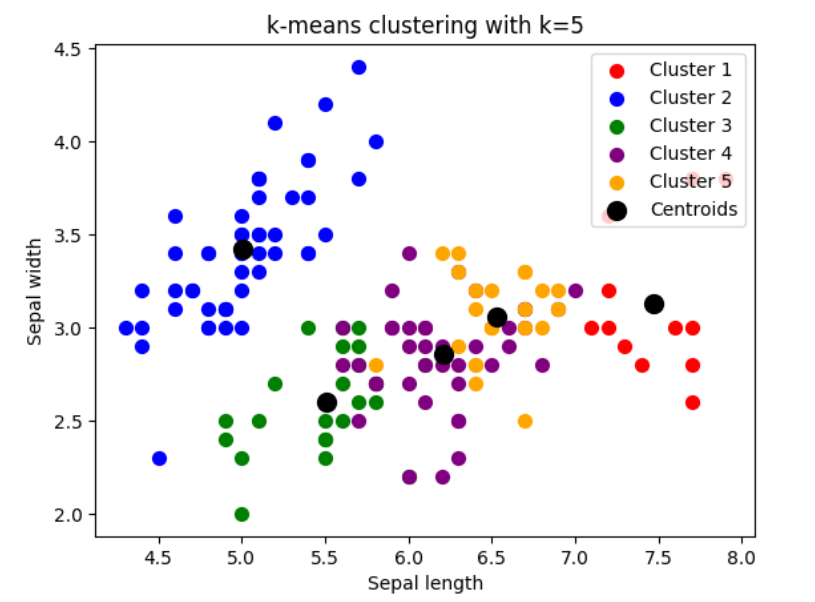 k-means clustering with k=5
4.5
4.0
3.5
3.0
2.5
2.0
Sepal width
Cluster 1
Cluster 2
Cluster 3
Cluster 4
Cluster 5
Centroids
4.5 5.0 5.5 6.0 6.5 7.0 7.5 8.0
Sepal length